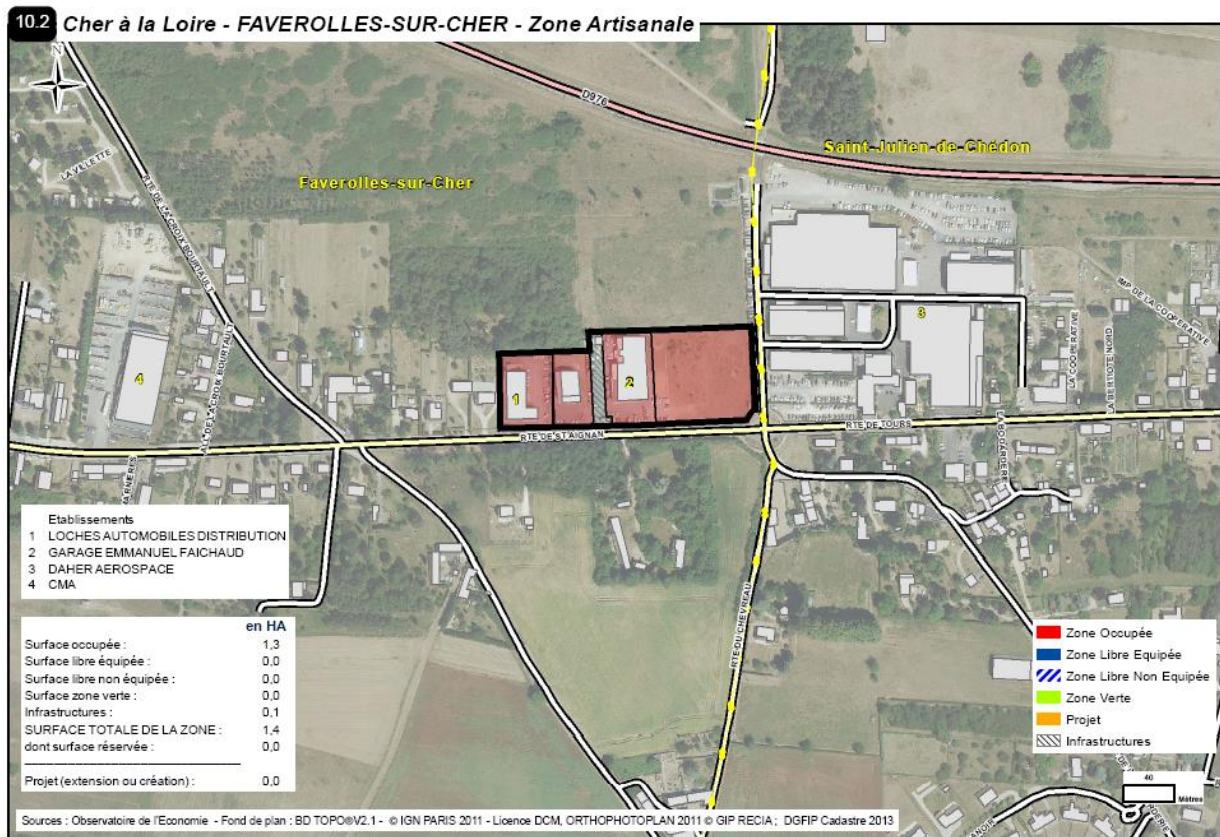 10.2 Cher à la Loire - FAVEROLLES-SUR-CHER - Zone Artisanale
N
D976
Saint-Julien-de-Chédon
Faverolles-sur-Cher
LA VILLETTE
RTE DE LA CROIX BOURTAULT
ALL. DE LA CROIX BOURTAULT
IMP. DE LA COOPERATIVE
LA COOPERATIVE
3
4
1
2
RTE DE ST AIGNAN
RTE DE TOURS
RTE DU CHEVREAU
Etablissements
1 LOCHES AUTOMOBILES DISTRIBUTION
2 GARAGE EMMANUEL FAICHAUD
3 DAHER AEROSPACE
4 CMA
en HA
Surface occupée : 1,3
Surface libre équipée : 0,0
Surface libre non équipée : 0,0
Surface zone verte : 0,0
Infrastructures : 0,1
SURFACE TOTALE DE LA ZONE : 1,4
dont surface réservée : 0,0
Projet (extension ou création) : 0,0
Zone Occupée
Zone Libre Equipée
Zone Libre Non Equipée
Zone Verte
Projet
Infrastructures
40
Mètres
Sources : Observatoire de l'Economie - Fond de plan : BD TOPO®V2.1 - © IGN PARIS 2011 - Licence DCM, ORTHOPHOTOPLAN 2011 © GIP RECIA ; DGFIP Cadastre 2013